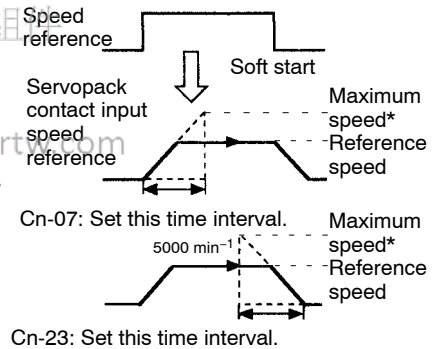 Speed
reference
Soft start
Servopack
contact input
speed
reference
Maximum
speed*
Reference
speed
Cn-07: Set this time interval.
5000 min⁻¹
Maximum
speed*
Reference
speed
Cn-23: Set this time interval.